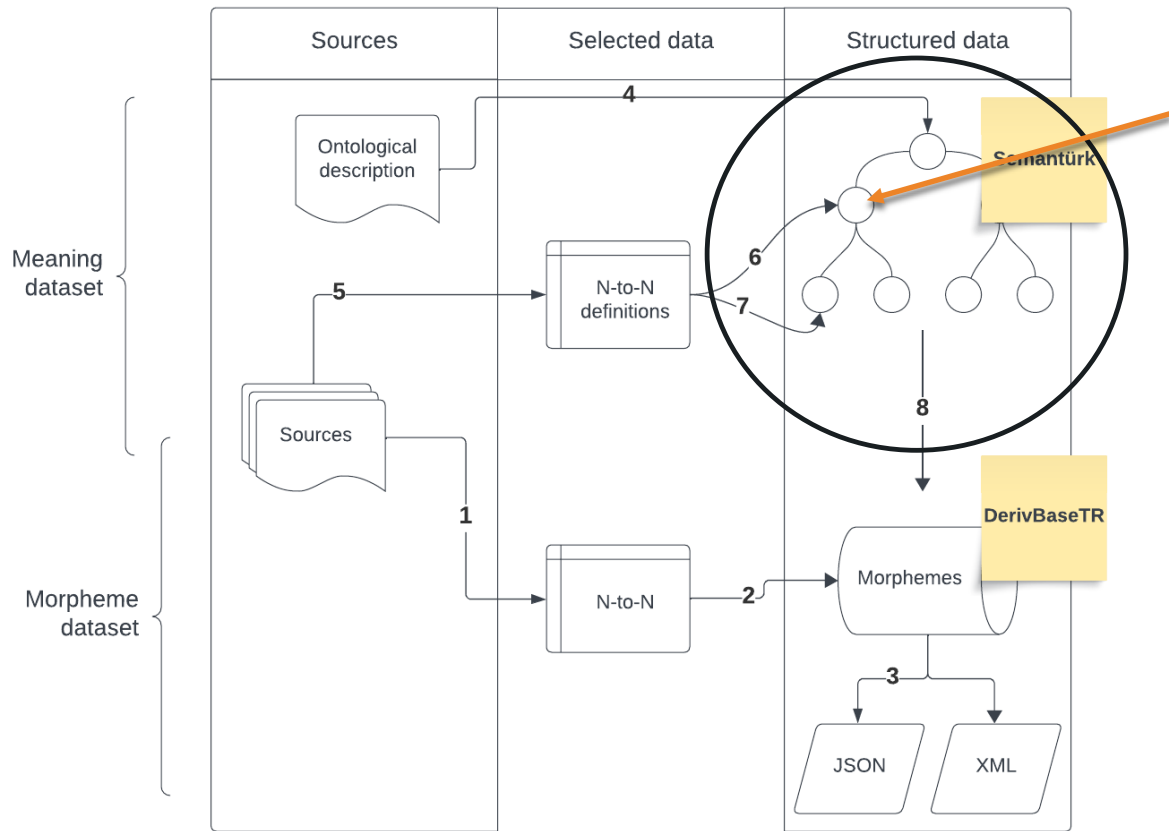 Sources
Selected data
Structured data
4
Ontological
description
Semantürk
Meaning
dataset
6
5
N-to-N
definitions
7
8
Sources
1
DerivBaseTR
Morpheme
dataset
N-to-N
2
Morphemes
3
JSON
XML